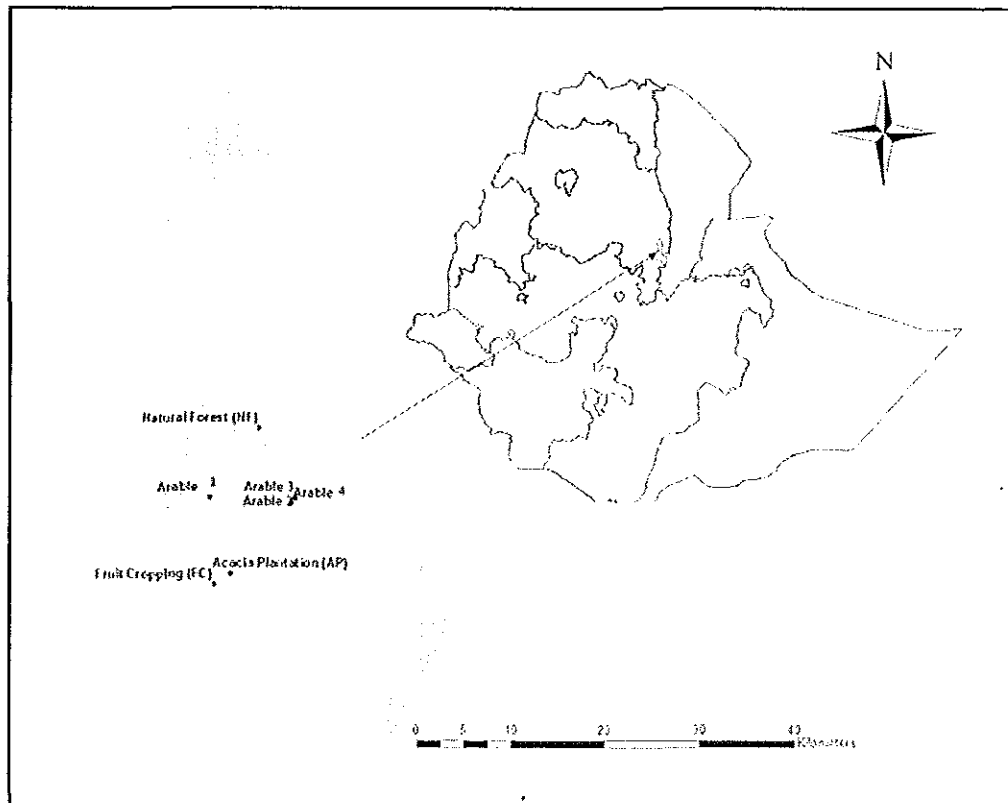 N
Natural Forest (NF)
Arable 1
Arable 3
Arable 2
Arable 4
Acacia Plantation (AP)
Fruit Cropping (FC)
0 5 10 20 30 40
Kilometers